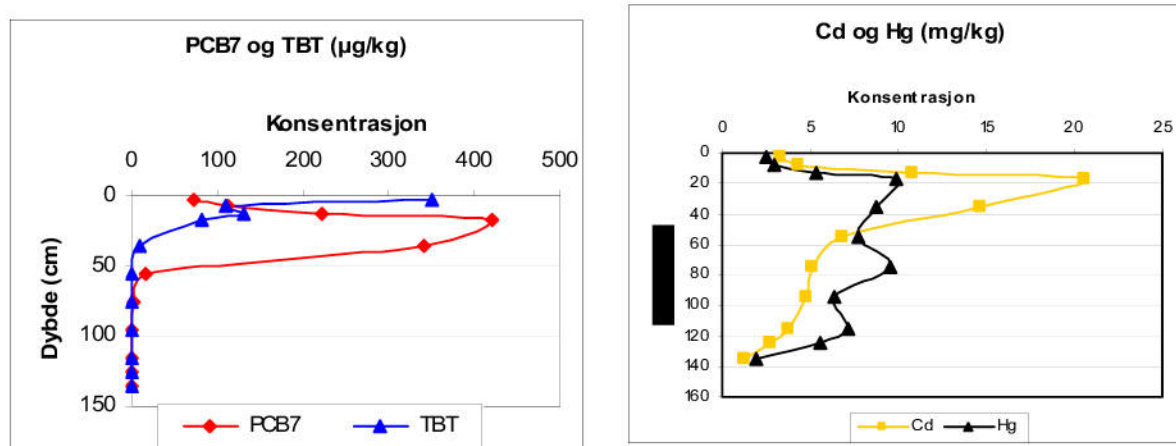 PCB7 og TBT (µg/kg)
Konsentrasjon
0 100 200 300 400 500
0
50
100
150
Dybde (cm)
PCB7 TBT
Cd og Hg (mg/kg)
Konsentrasjon
0 5 10 15 20 25
0
20
40
60
80
100
120
140
160
Cd Hg